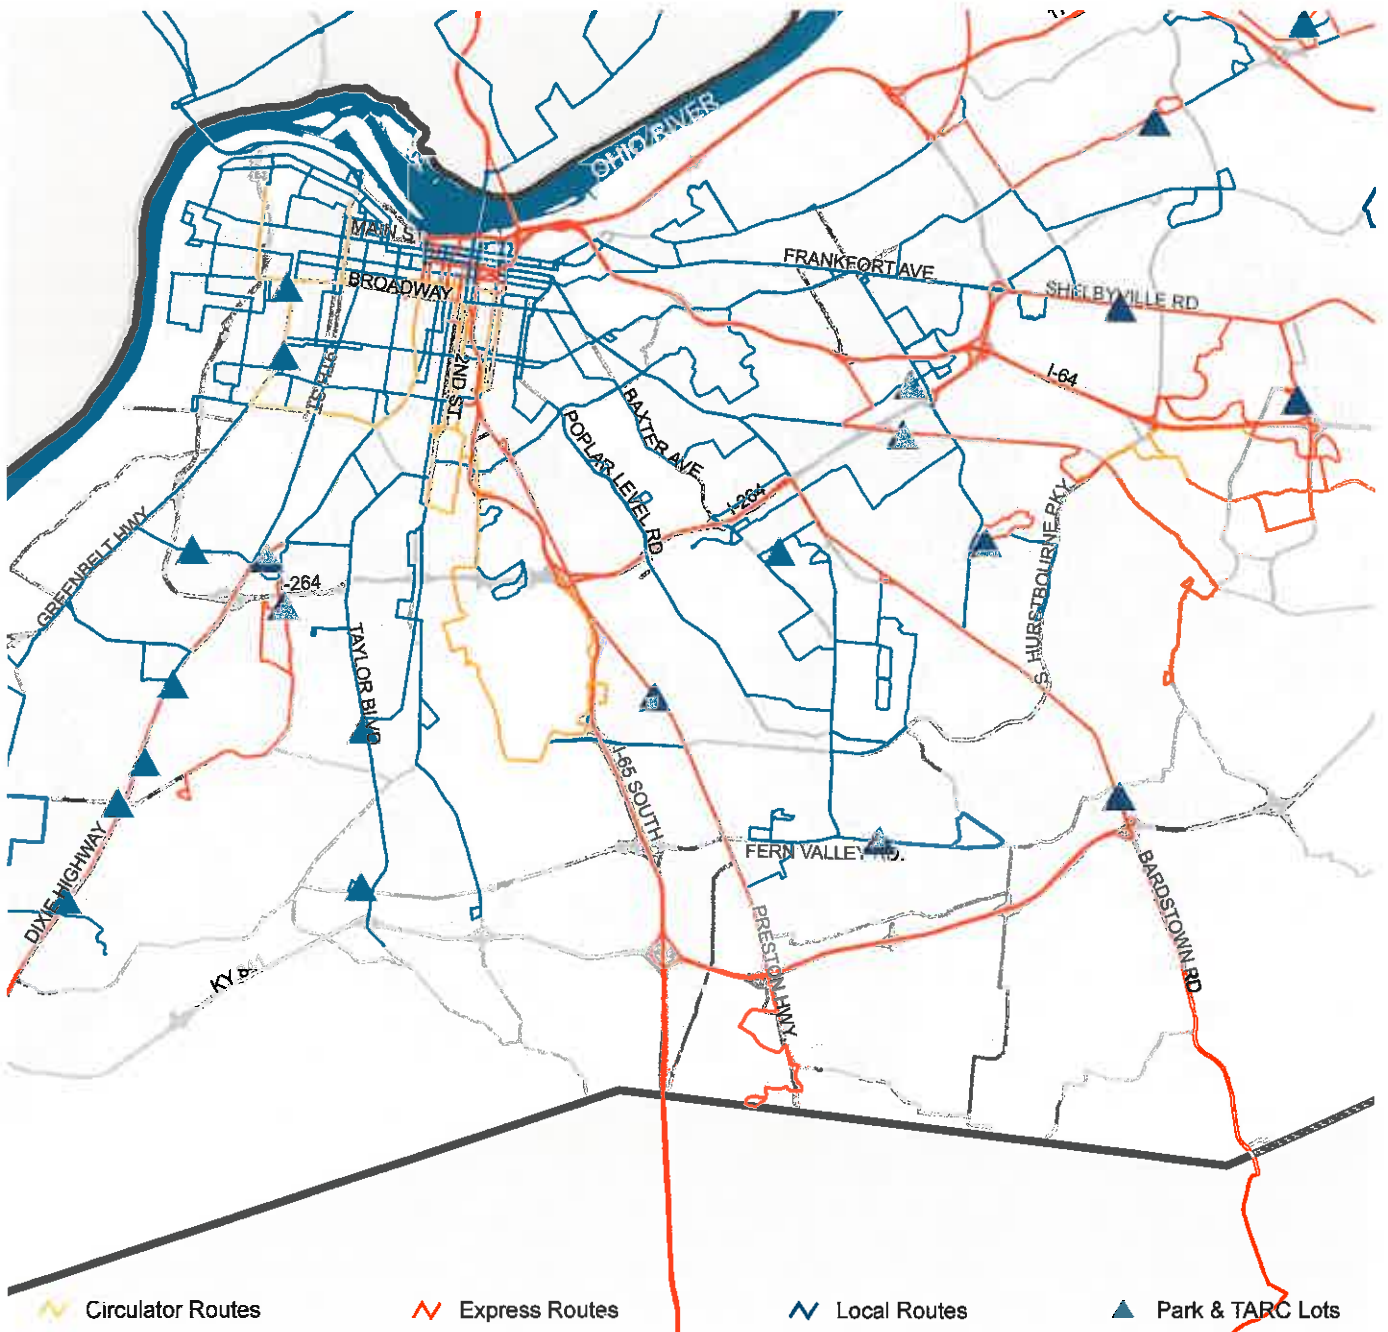 OHIO RIVER
MAIN ST
FRANKFORT AVE
BROADWAY
SHELBYVILLE RD
2ND ST.
I-64
BAXTER AVE
POPLAR LEVEL RD
I-264
GREENBELT HWY
S HURSTBOURNE PKY
-264
TAYLOR BLVD
I-65 SOUTH
FERN VALLEY RD.
DIXIE HIGHWAY
BARDSTOWN RD
PRESTON HWY.
KY 841
Circulator Routes
Express Routes
Local Routes
Park & TARC Lots